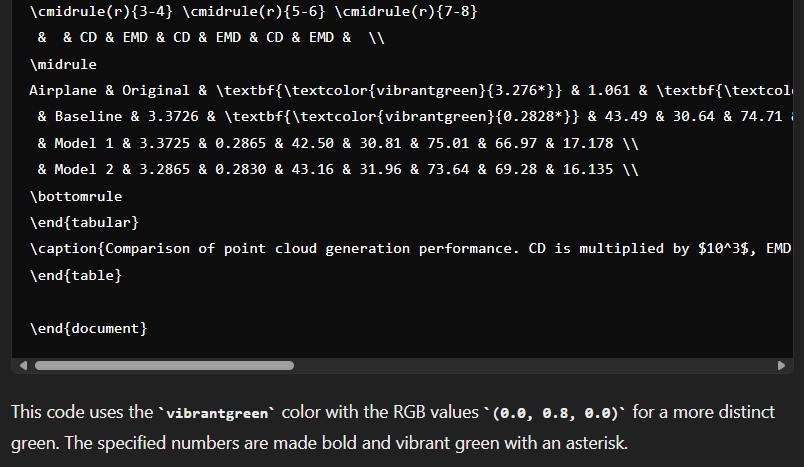 \cmidrule(r){3-4} \cmidrule(r){5-6} \cmidrule(r){7-8}
& & CD & EMD & CD & EMD & CD & EMD & \\
\midrule
Airplane & Original & \textbf{\textcolor{vibrantgreen}{3.276*}} & 1.061 & \textbf{\textcol
& Baseline & 3.3726 & \textbf{\textcolor{vibrantgreen}{0.2828*}} & 43.49 & 30.64 & 74.71 &
& Model 1 & 3.3725 & 0.2865 & 42.50 & 30.81 & 75.01 & 66.97 & 17.178 \\
& Model 2 & 3.2865 & 0.2830 & 43.16 & 31.96 & 73.64 & 69.28 & 16.135 \\
\bottomrule
\end{tabular}
\caption{Comparison of point cloud generation performance. CD is multiplied by $10^3$, EMD
\end{table}
\end{document}
This code uses the `vibrantgreen` color with the RGB values `(0.0, 0.8, 0.0)` for a more distinct
green. The specified numbers are made bold and vibrant green with an asterisk.